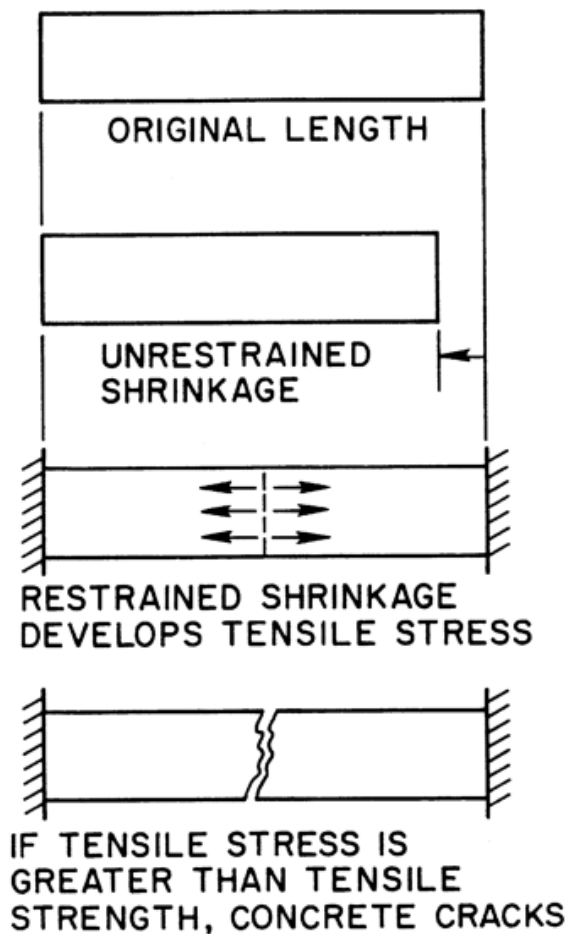 ORIGINAL LENGTH
UNRESTRAINED
SHRINKAGE
RESTRAINED SHRINKAGE
DEVELOPS TENSILE STRESS
IF TENSILE STRESS IS
GREATER THAN TENSILE
STRENGTH, CONCRETE CRACKS